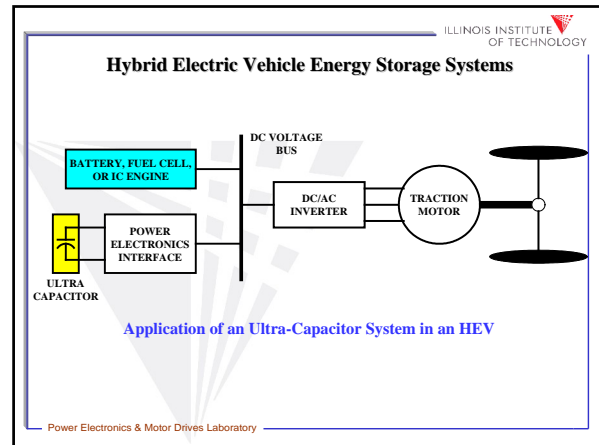 ILLINOIS INSTITUTE
OF TECHNOLOGY
Hybrid Electric Vehicle Energy Storage Systems
DC VOLTAGE
BUS
BATTERY, FUEL CELL,
OR IC ENGINE
DC/AC
INVERTER
TRACTION
MOTOR
POWER
ELECTRONICS
INTERFACE
ULTRA
CAPACITOR
Application of an Ultra-Capacitor System in an HEV
Power Electronics & Motor Drives Laboratory